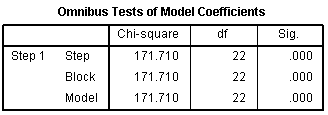 Omnibus Tests of Model Coefficients
Chi-square df Sig.
Step 1 Step 171.710 22 .000
Block 171.710 22 .000
Model 171.710 22 .000